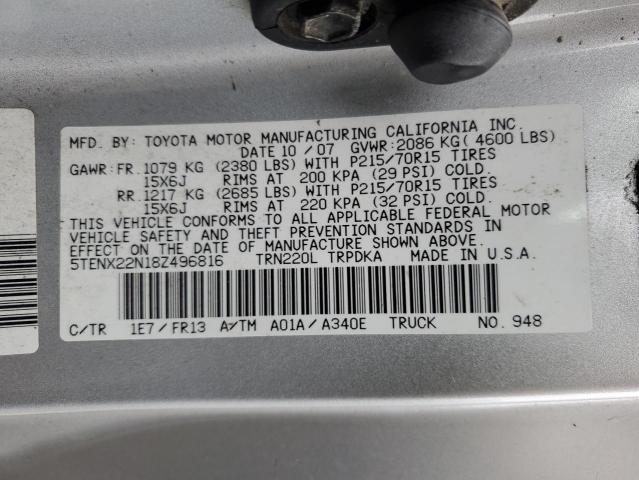 MFD. BY: TOYOTA MOTOR MANUFACTURING CALIFORNIA INC.
DATE 10 / 07 GVWR: 2086 KG( 4600 LBS)
GAWR: FR. 1079 KG (2380 LBS) WITH P215/70R15 TIRES
15X6J RIMS AT 200 KPA (29 PSI) COLD.
RR. 1217 KG (2685 LBS) WITH P215/70R15 TIRES
15X6J RIMS AT 220 KPA (32 PSI) COLD.
THIS VEHICLE CONFORMS TO ALL APPLICABLE FEDERAL MOTOR
VEHICLE SAFETY AND THEFT PREVENTION STANDARDS IN
EFFECT ON THE DATE OF MANUFACTURE SHOWN ABOVE.
5TENX22N18Z496816 TRN220L TRPDKA MADE IN U.S.A.
C/TR 1E7 / FR13 A/TM A01A / A340E TRUCK NO. 948